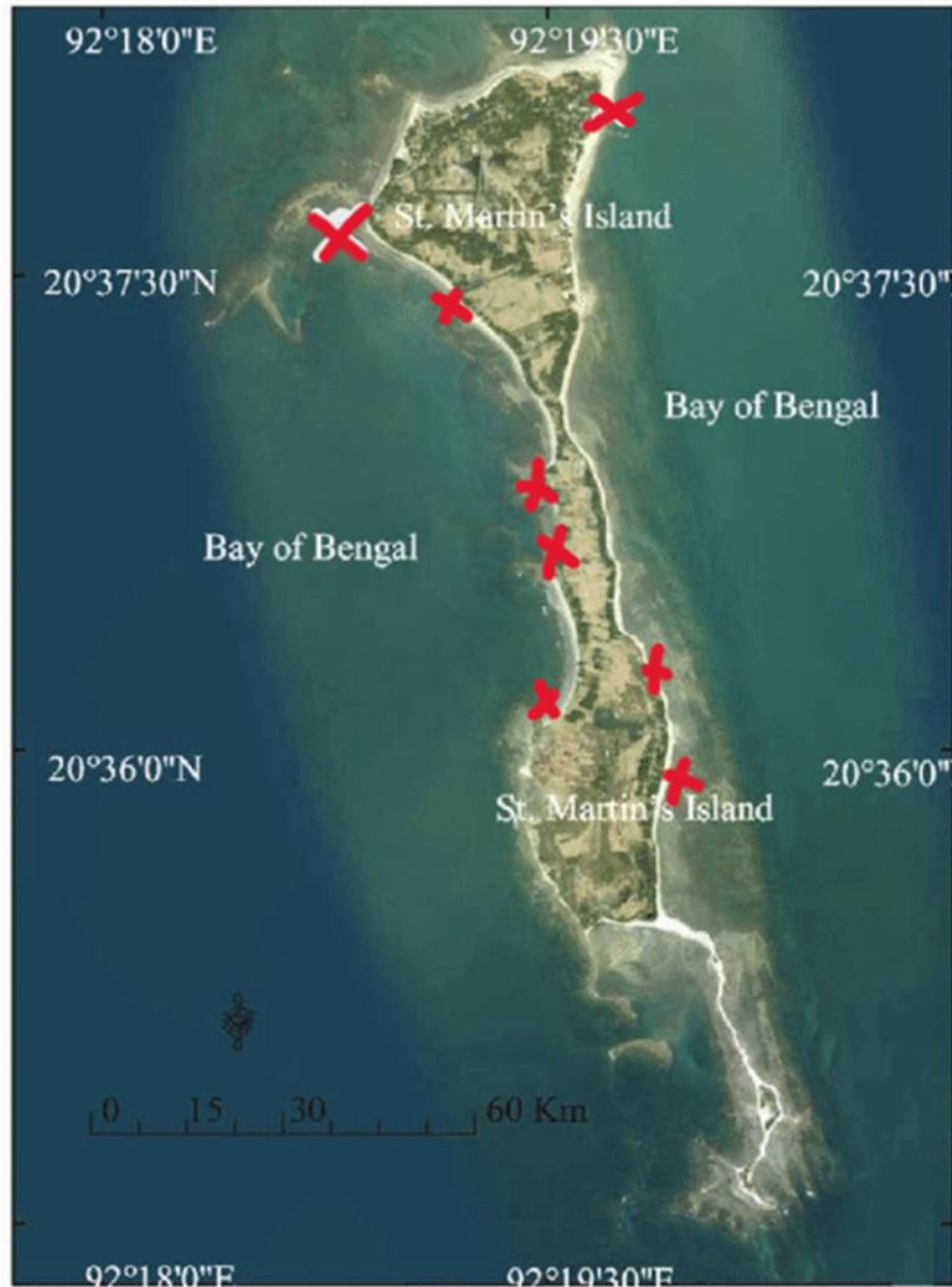 92°18'0"E 92°19'30"E
St. Martin's Island
20°37'30"N 20°37'30"
Bay of Bengal
Bay of Bengal
20°36'0"N 20°36'0"
St. Martin's Island
0 15 30 60 Km
92°18'0"E 92°19'30"E